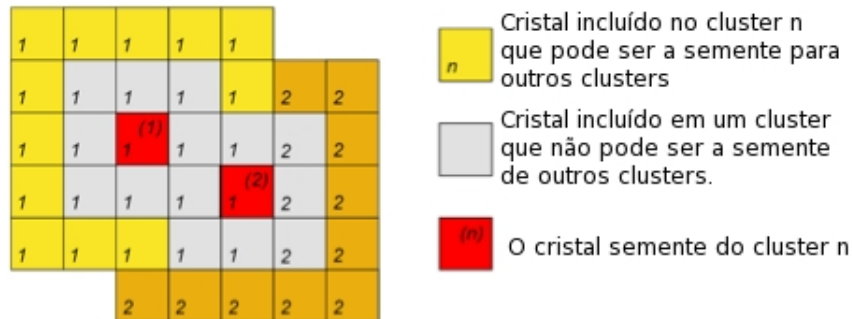 1 1 1 1 1
1 1 1 1 1 2 2
(1)
1 1 1 1 1 2 2
(2)
1 1 1 1 1 2 2
1 1 1 1 1 2 2
2 2 2 2 2
n
Cristal incluído no cluster n
que pode ser a semente para
outros clusters
Cristal incluído em um cluster
que não pode ser a semente
de outros clusters.
(n)
O cristal semente do cluster n